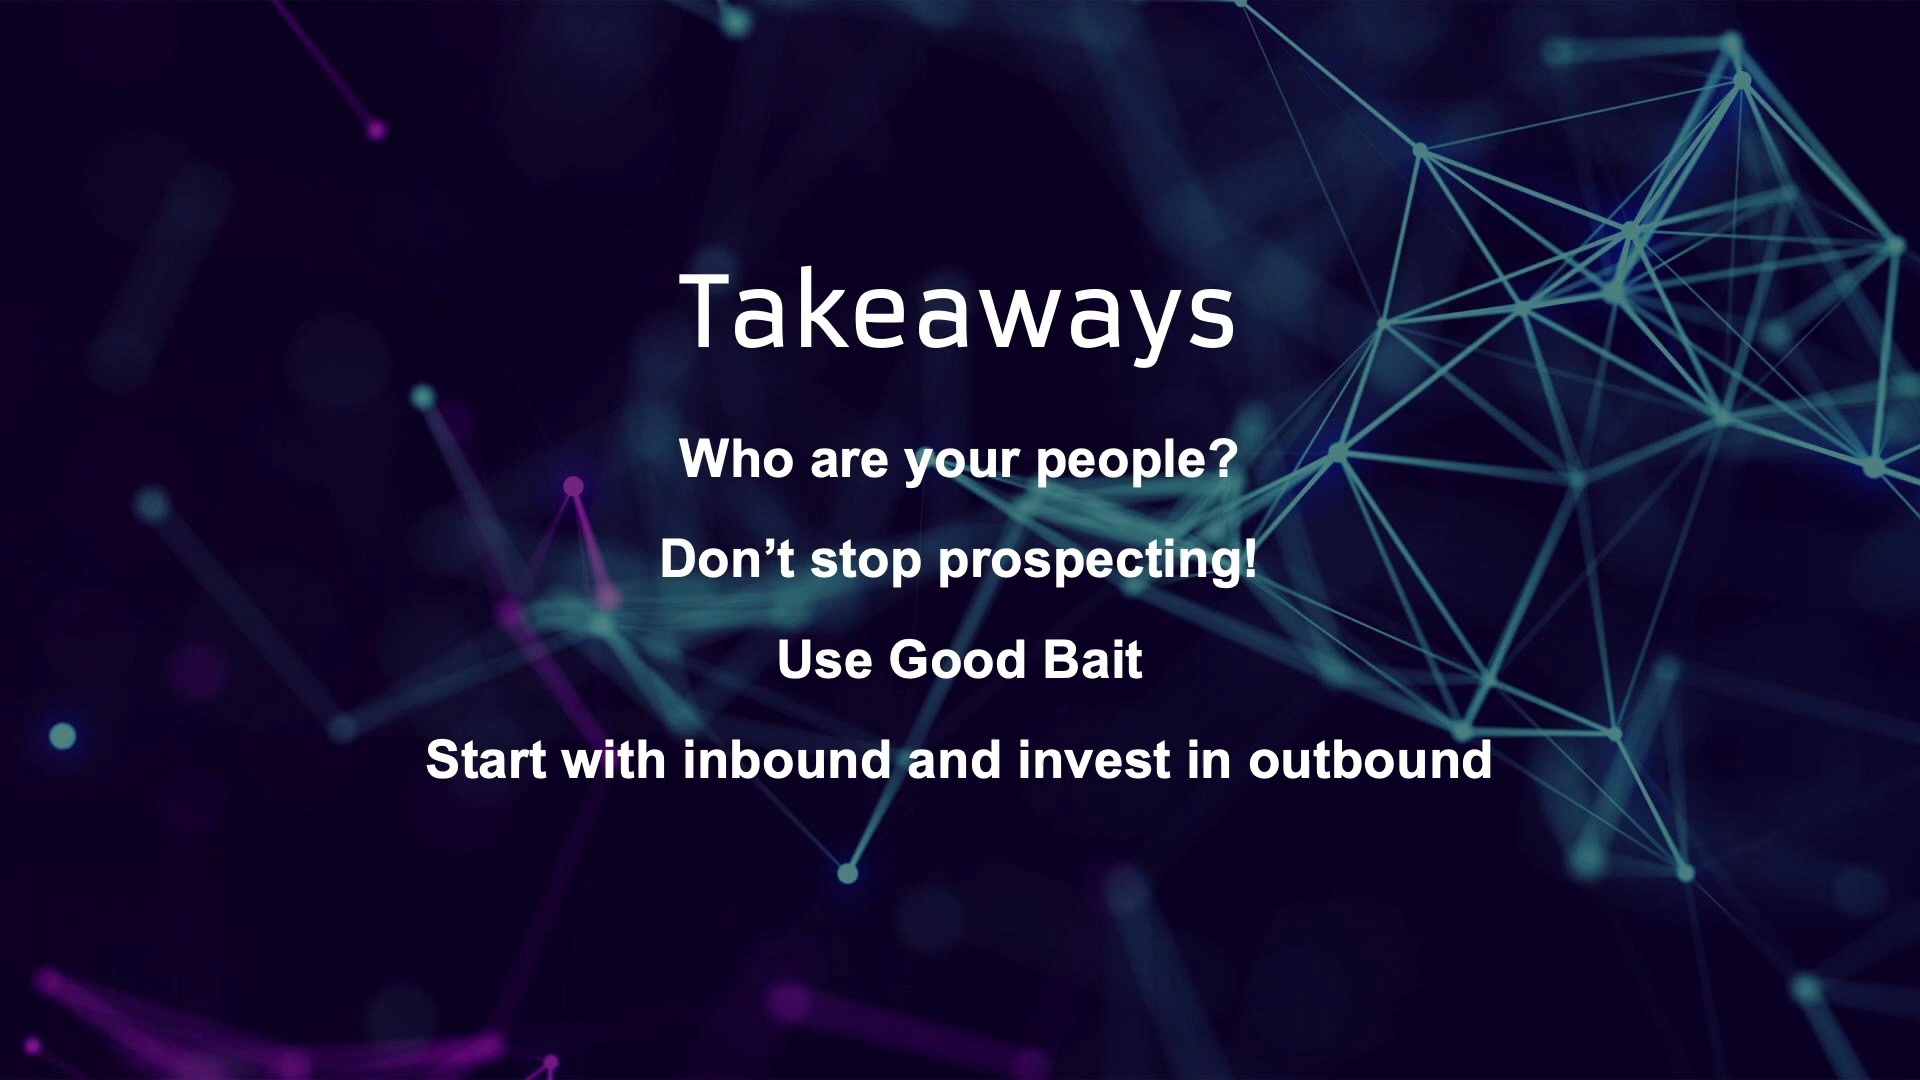 Takeaways
Who are your people?
Don’t stop prospecting!
Use Good Bait
Start with inbound and invest in outbound